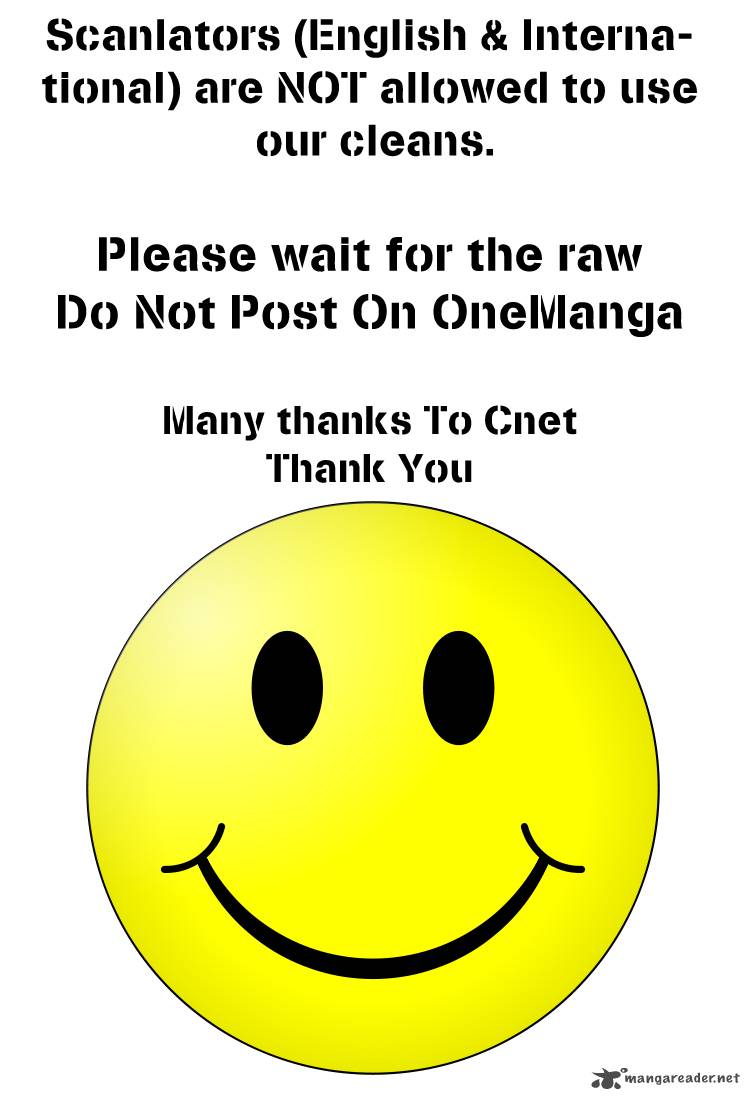 Scanlators (English & Interna-
tional) are NOT allowed to use
our cleans.
Please wait for the raw
Do Not Post On OneManga
Many thanks To Cnet
Thank You
mangareader.net